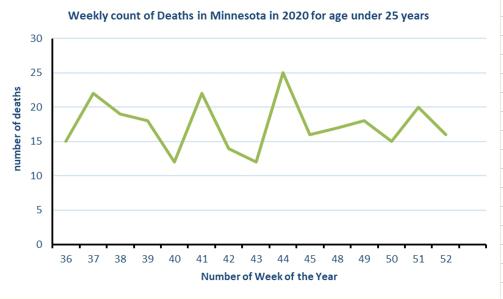 Weekly count of Deaths in Minnesota in 2020 for age under 25 years
30
25
20
15
10
5
0
number of deaths
36 37 38 39 40 41 42 43 44 45 48 49 50 51 52
Number of Week of the Year